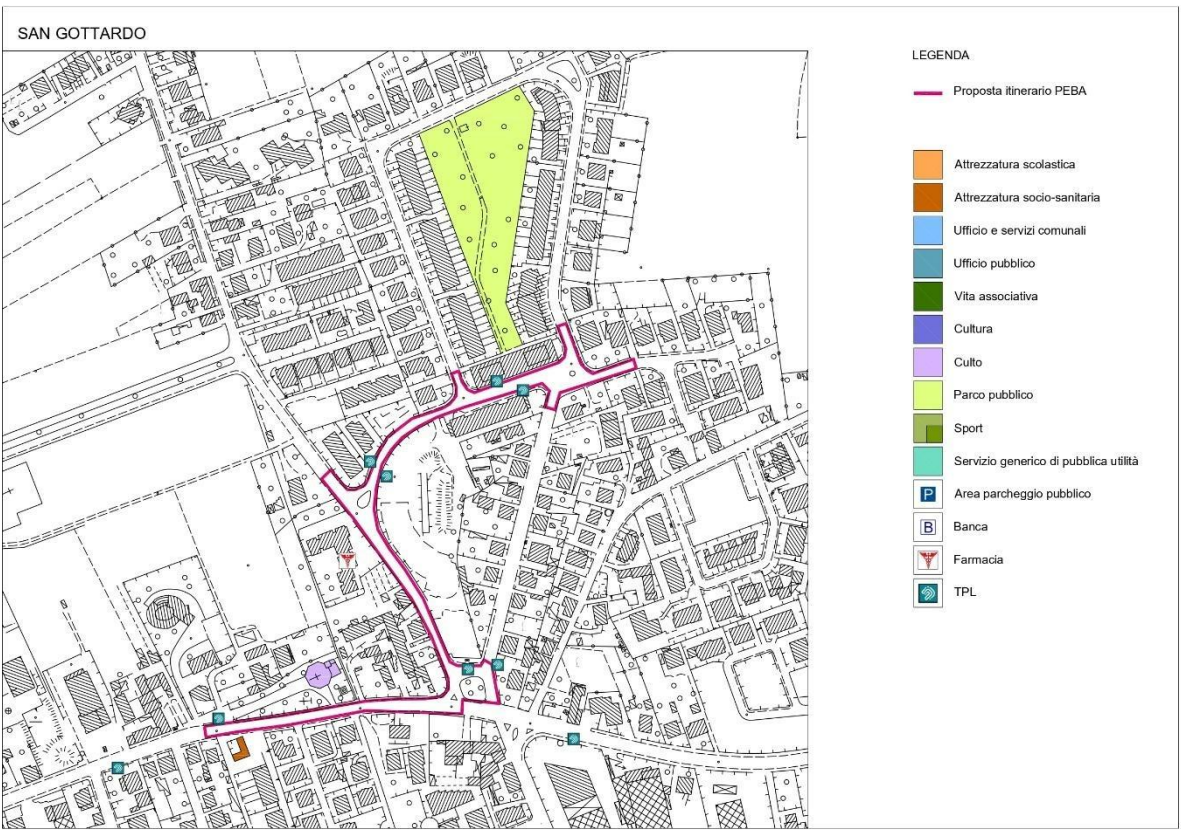 SAN GOTTARDO
LEGENDA
Proposta itinerario PEBA
Attrezzatura scolastica
Attrezzatura socio-sanitaria
Ufficio e servizi comunali
Ufficio pubblico
Vita associativa
Cultura
Culto
Parco pubblico
Sport
Servizio generico di pubblica utilità
P Area parcheggio pubblico
B Banca
Farmacia
TPL